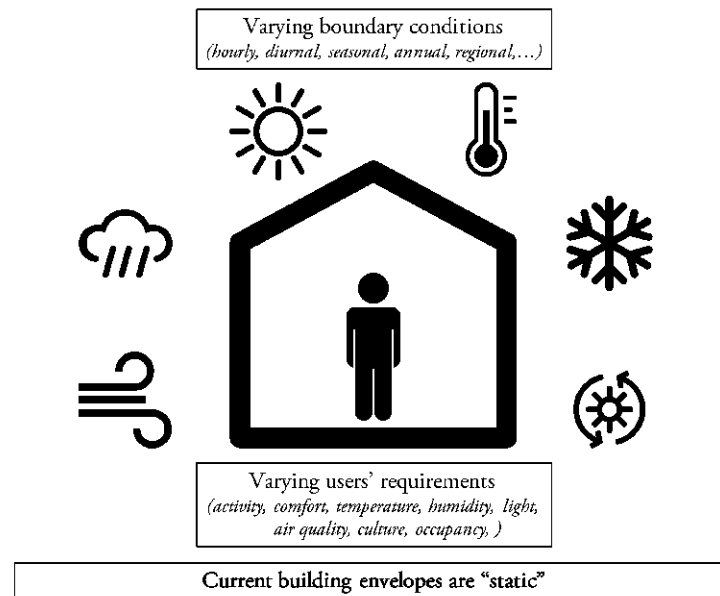 Varying boundary conditions
(hourly, diurnal, seasonal, annual, regional,…)
Varying users’ requirements
(activity, comfort, temperature, humidity, light,
air quality, culture, occupancy, )
Current building envelopes are “static”